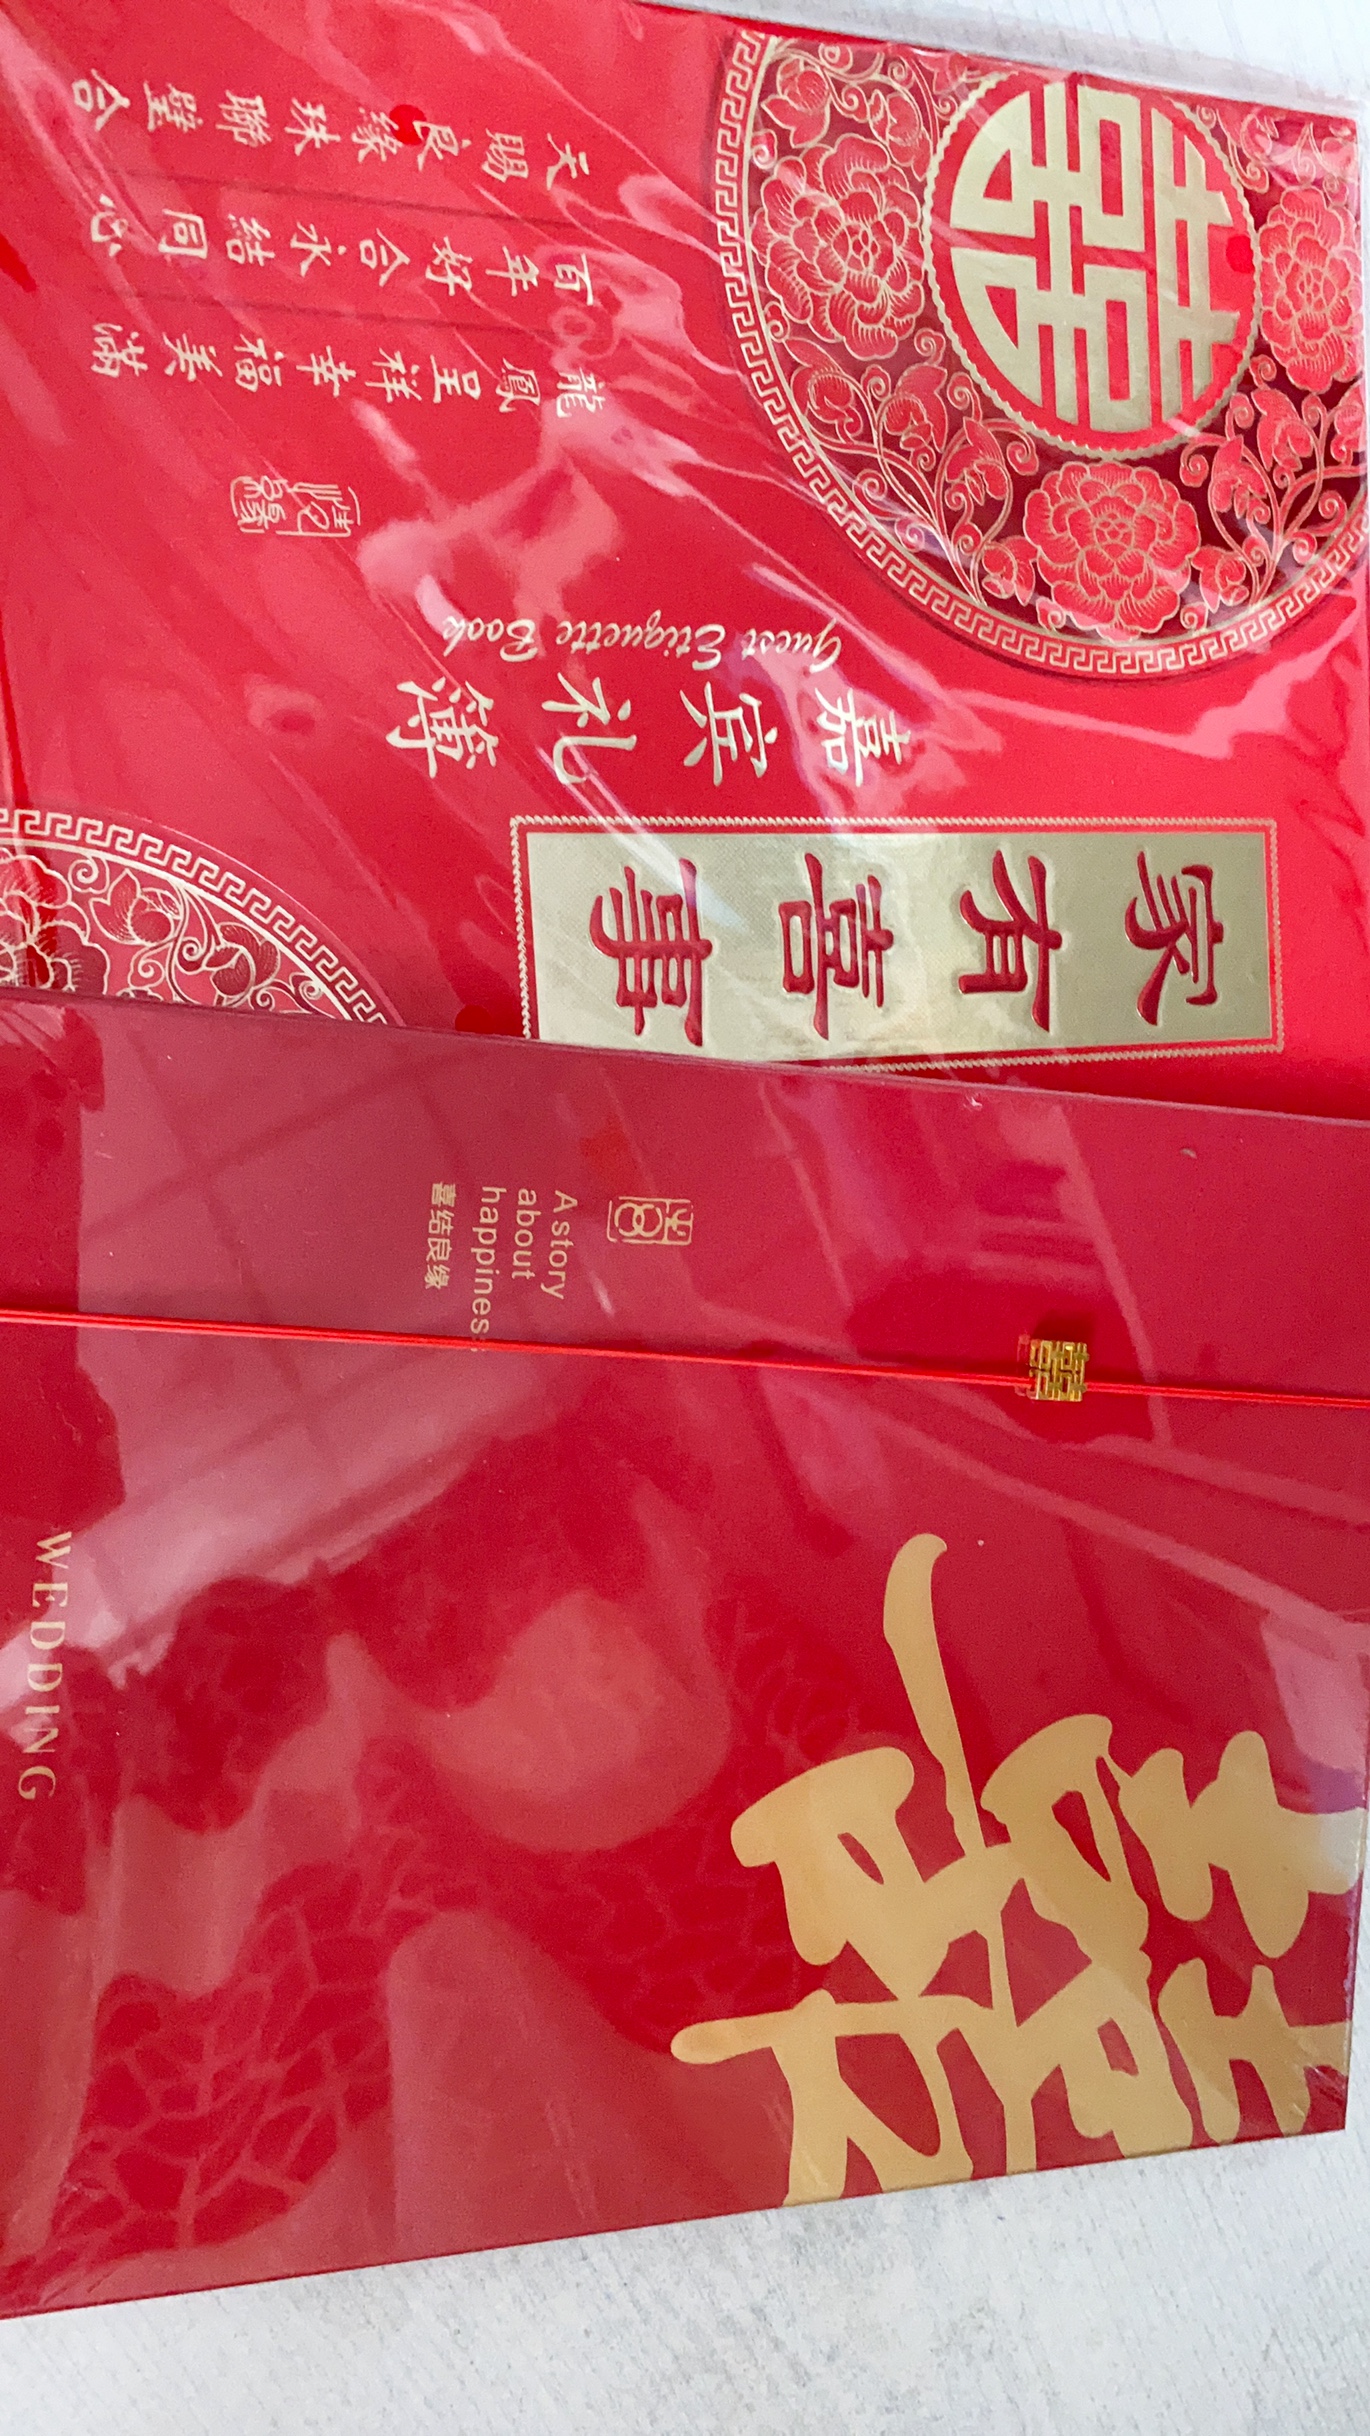 囍
家有喜事
嘉宾礼簿
Guest Etiquette Book
天賜良緣珠聯璧合
百年好合永結同心
龍鳳呈祥幸福美滿
囍
A story
about
happines
喜结良缘
WEDDING
囍